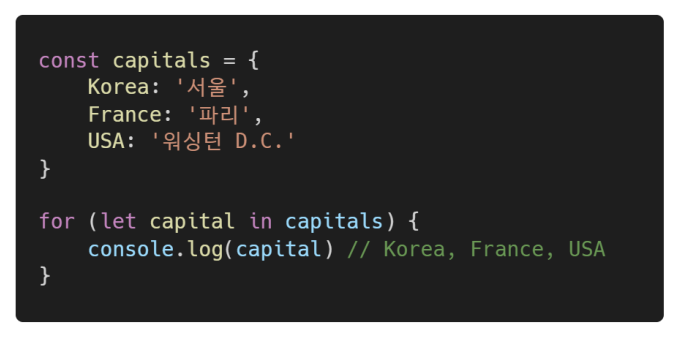 const capitals = {
    Korea: '서울',
    France: '파리',
    USA: '워싱턴 D.C.'
}

for (let capital in capitals) {
    console.log(capital) // Korea, France, USA
}